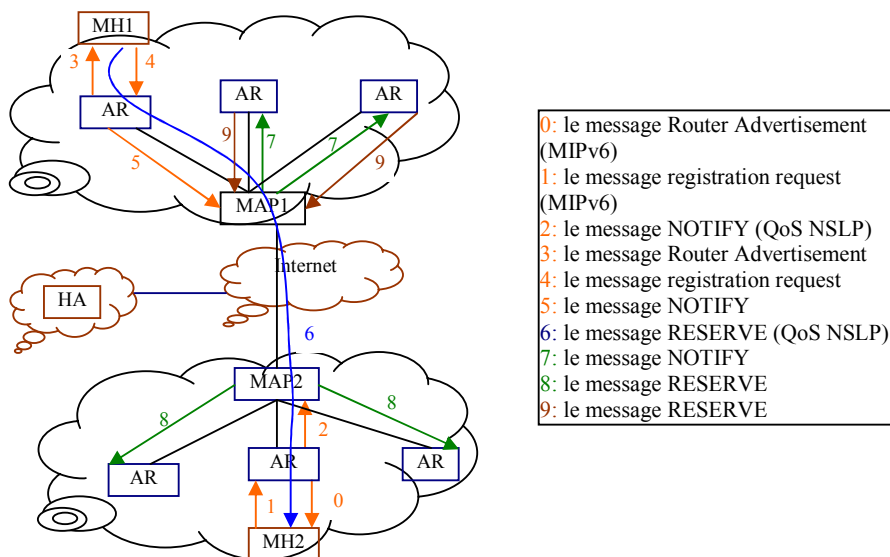 MH1
3
4
AR
AR
AR
9
7
7
9
5
MAP1
Internet
HA
6
MAP2
8
8
2
AR
AR
AR
1
0
MH2
0: le message Router Advertisement
(MIPv6)
1: le message registration request
(MIPv6)
2: le message NOTIFY (QoS NSLP)
3: le message Router Advertisement
4: le message registration request
5: le message NOTIFY
6: le message RESERVE (QoS NSLP)
7: le message NOTIFY
8: le message RESERVE
9: le message RESERVE